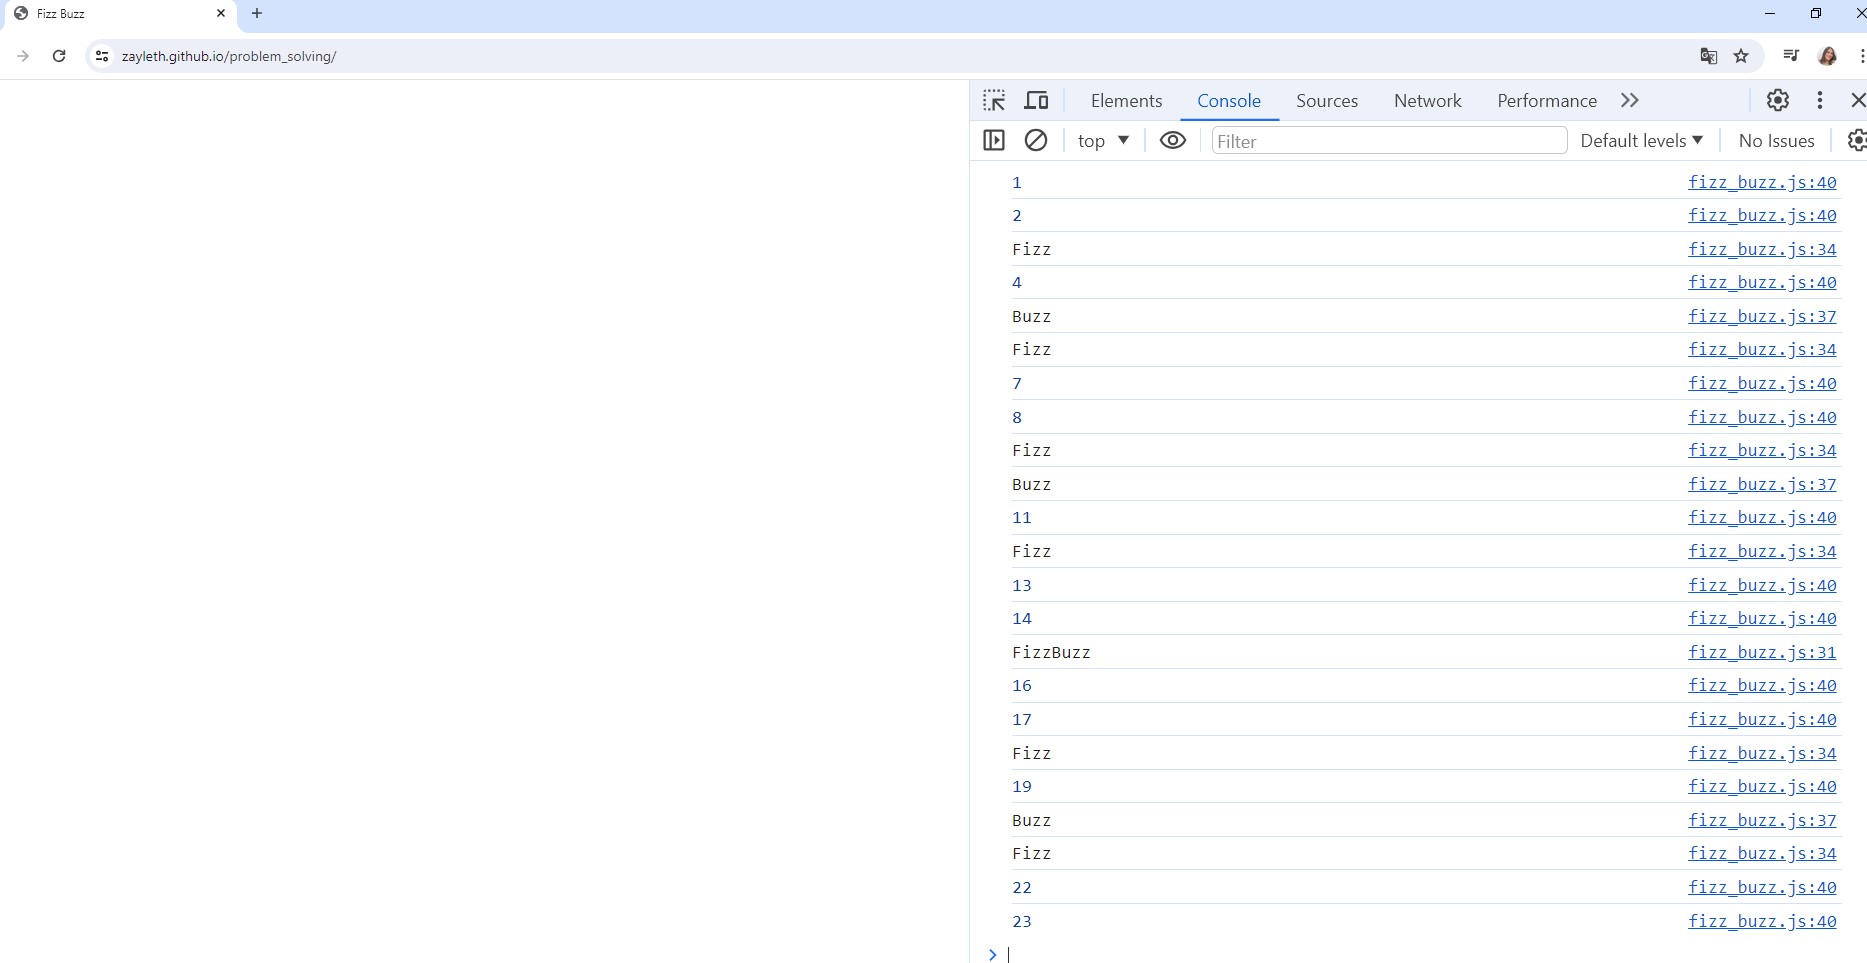 Fizz Buzz
zayleth.github.io/problem_solving/
Elements Console Sources Network Performance
top Filter Default levels No Issues
1 fizz_buzz.js:40
2 fizz_buzz.js:40
Fizz fizz_buzz.js:34
4 fizz_buzz.js:40
Buzz fizz_buzz.js:37
Fizz fizz_buzz.js:34
7 fizz_buzz.js:40
8 fizz_buzz.js:40
Fizz fizz_buzz.js:34
Buzz fizz_buzz.js:37
11 fizz_buzz.js:40
Fizz fizz_buzz.js:34
13 fizz_buzz.js:40
14 fizz_buzz.js:40
FizzBuzz fizz_buzz.js:31
16 fizz_buzz.js:40
17 fizz_buzz.js:40
Fizz fizz_buzz.js:34
19 fizz_buzz.js:40
Buzz fizz_buzz.js:37
Fizz fizz_buzz.js:34
22 fizz_buzz.js:40
23 fizz_buzz.js:40